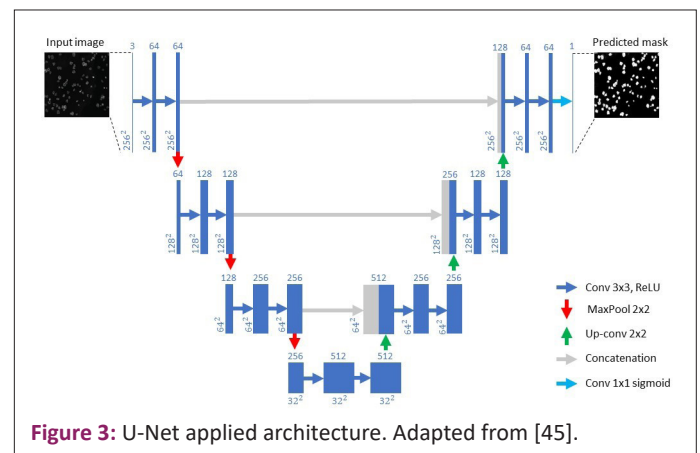 Input image
3 64 64
128 64 64 1
Predicted mask
256² 256² 256²
256² 256² 256² 256²
64 128 128
256 128 128
128² 128² 128²
128² 128² 128²
128 256 256
512 256 256
64² 64² 64²
64² 64² 64²
256 512 512
32² 32² 32²
Conv 3x3, ReLU
MaxPool 2x2
Up-conv 2x2
Concatenation
Conv 1x1 sigmoid
Figure 3: U-Net applied architecture. Adapted from [45].